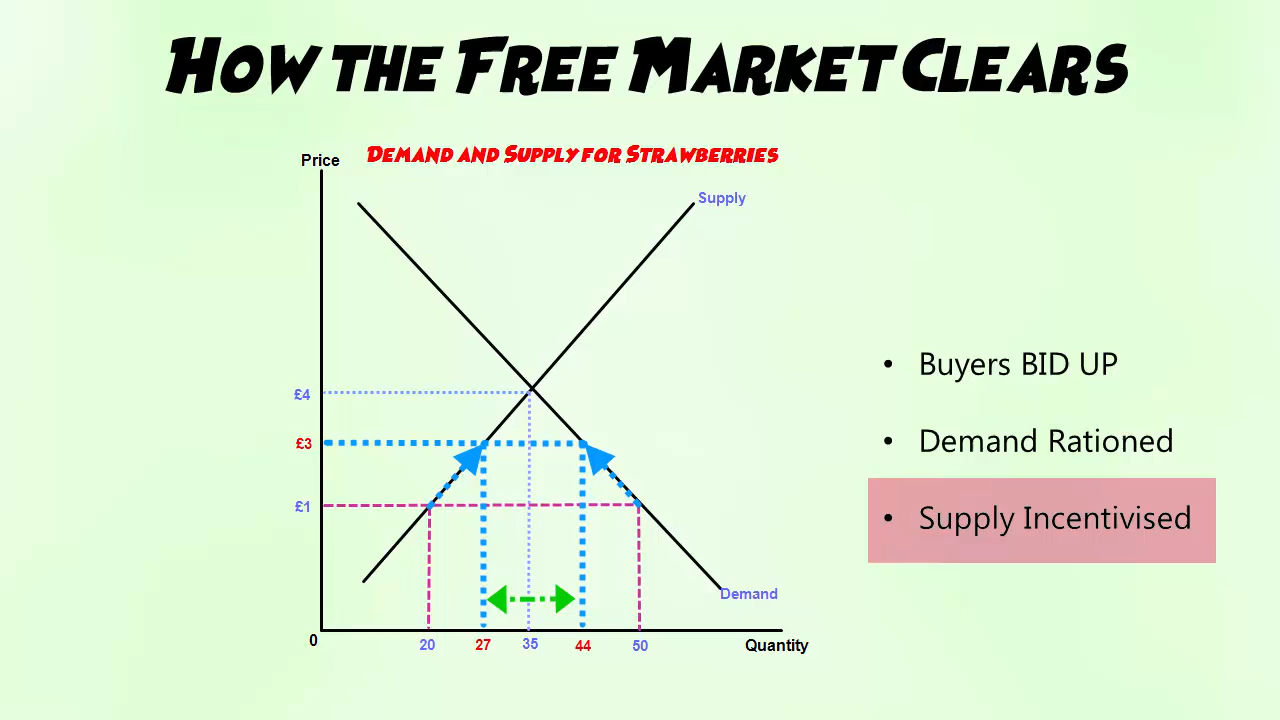 How the Free Market Clears
Demand and Supply for Strawberries
Price
Supply
£4
£3
£1
Demand
0
20 27 35 44 50
Quantity
• Buyers BID UP
• Demand Rationed
• Supply Incentivised